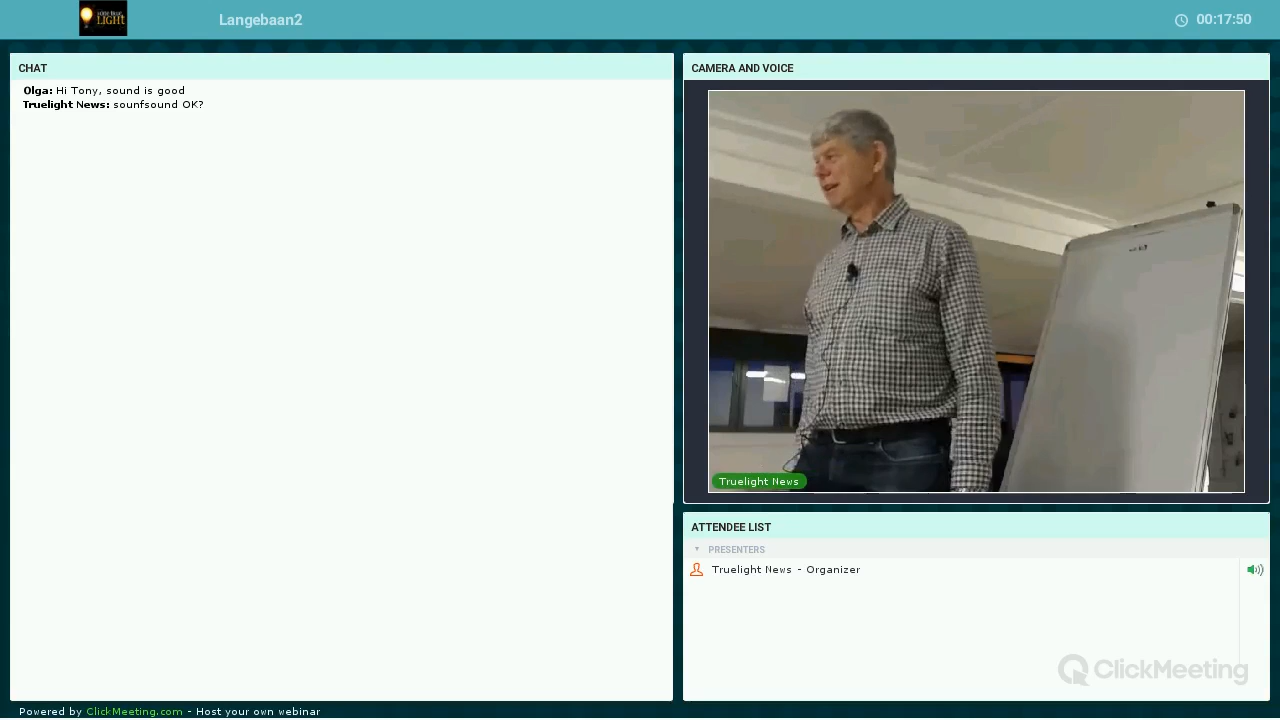 LIGHT
Langebaan2
00:17:50
CHAT
Olga: Hi Tony, sound is good
Truelight News: sounfsound OK?
CAMERA AND VOICE
Truelight News
ATTENDEE LIST
PRESENTERS
Truelight News - Organizer
ClickMeeting
Powered by ClickMeeting.com - Host your own webinar